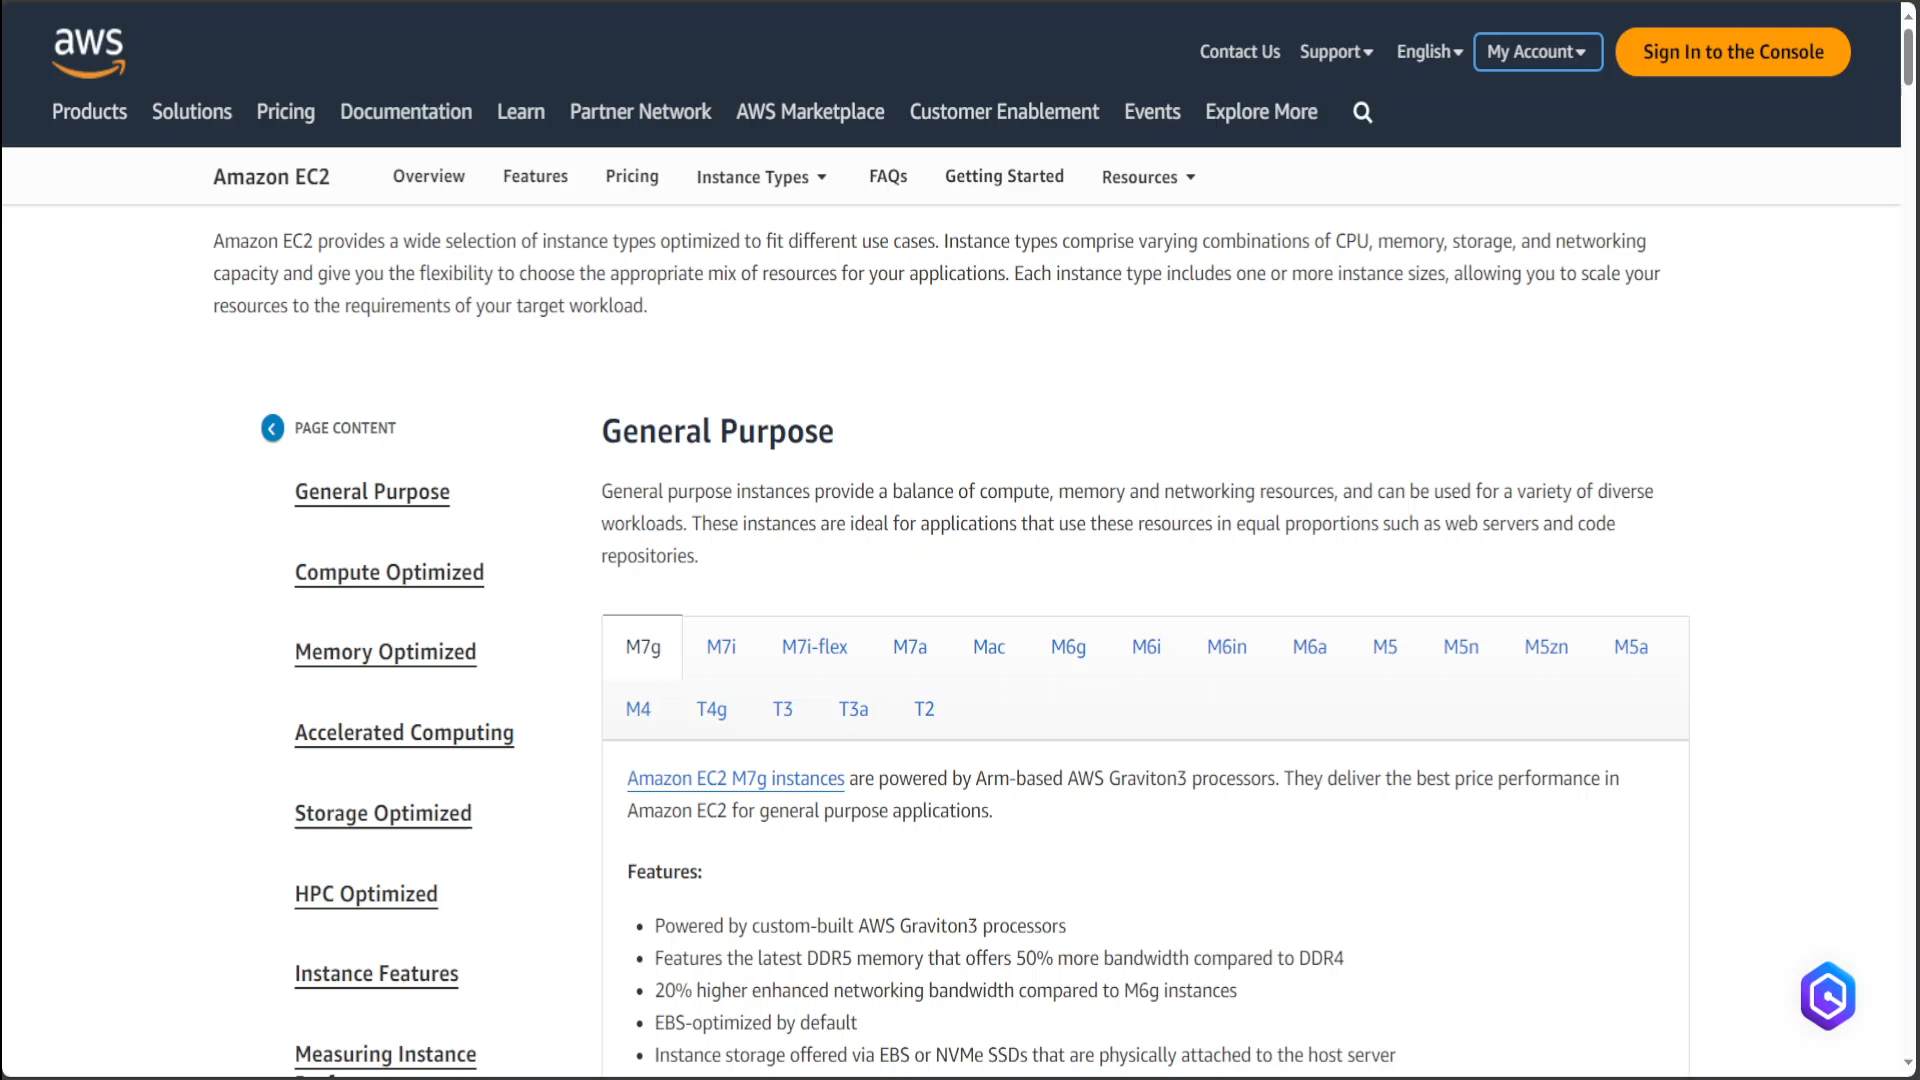 aws
Contact Us Support English My Account Sign In to the Console
Products Solutions Pricing Documentation Learn Partner Network AWS Marketplace Customer Enablement Events Explore More
Amazon EC2 Overview Features Pricing Instance Types FAQs Getting Started Resources
Amazon EC2 provides a wide selection of instance types optimized to fit different use cases. Instance types comprise varying combinations of CPU, memory, storage, and networking
capacity and give you the flexibility to choose the appropriate mix of resources for your applications. Each instance type includes one or more instance sizes, allowing you to scale your
resources to the requirements of your target workload.
PAGE CONTENT
General Purpose
Compute Optimized
Memory Optimized
Accelerated Computing
Storage Optimized
HPC Optimized
Instance Features
Measuring Instance
General Purpose
General purpose instances provide a balance of compute, memory and networking resources, and can be used for a variety of diverse
workloads. These instances are ideal for applications that use these resources in equal proportions such as web servers and code
repositories.
M7g M7i M7i-flex M7a Mac M6g M6i M6in M6a M5 M5n M5zn M5a
M4 T4g T3 T3a T2
Amazon EC2 M7g instances are powered by Arm-based AWS Graviton3 processors. They deliver the best price performance in
Amazon EC2 for general purpose applications.
Features:
• Powered by custom-built AWS Graviton3 processors
• Features the latest DDR5 memory that offers 50% more bandwidth compared to DDR4
• 20% higher enhanced networking bandwidth compared to M6g instances
• EBS-optimized by default
• Instance storage offered via EBS or NVMe SSDs that are physically attached to the host server